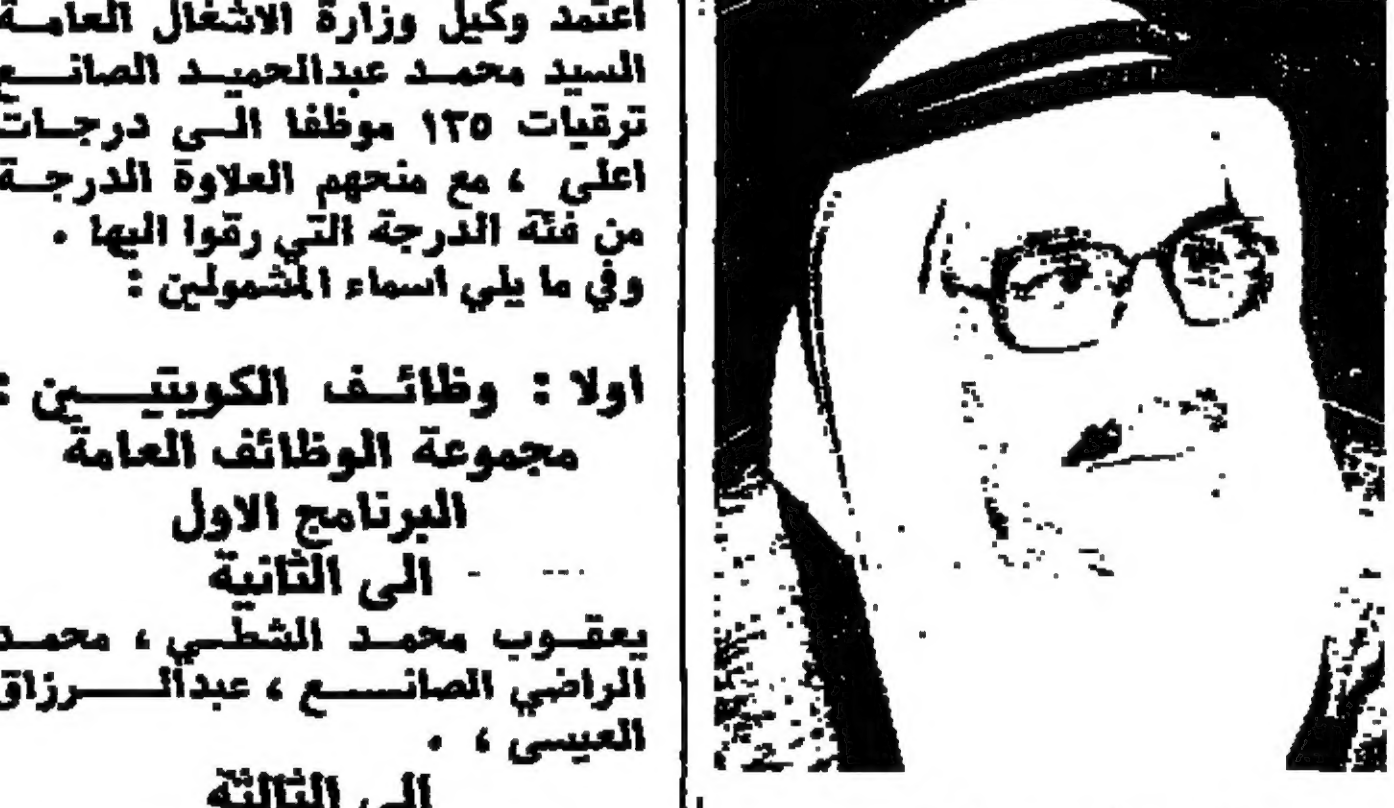 اعتمد وكيل وزارة الاشغال العامة
السيد محمد عبدالحميد الصانع
ترقيات ١٣٥ موظفا الى درجات
اعلى ، مع منحهم العلاوة الدرجة
من فئة الدرجة التي رقوا اليها .
وفي ما يلي اسماء المشمولين :
اولا : وظائف الكويتيين :
مجموعة الوظائف العامة
البرنامج الاول
الى الثانية
يعقوب محمد الشطي ، محمد
الراضي الصانع ، عبدالرزاق
العيسى ، .
الى الثالثة